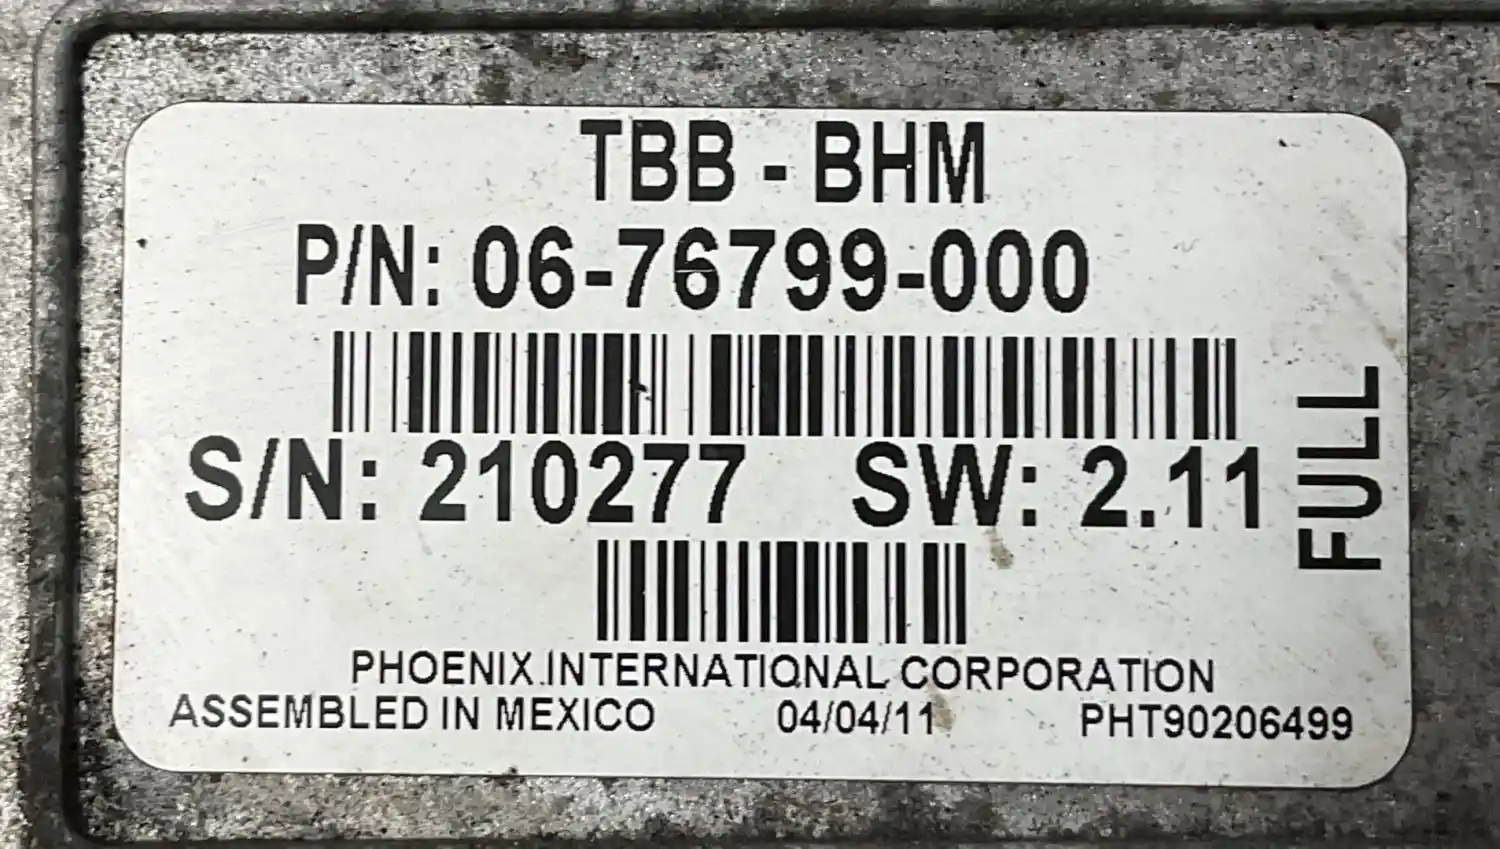 TBB - BHM
P/N: 06-76799-000
S/N: 210277 SW: 2.11
FULL
PHOENIX INTERNATIONAL CORPORATION
ASSEMBLED IN MEXICO 04/04/11 PHT90206499